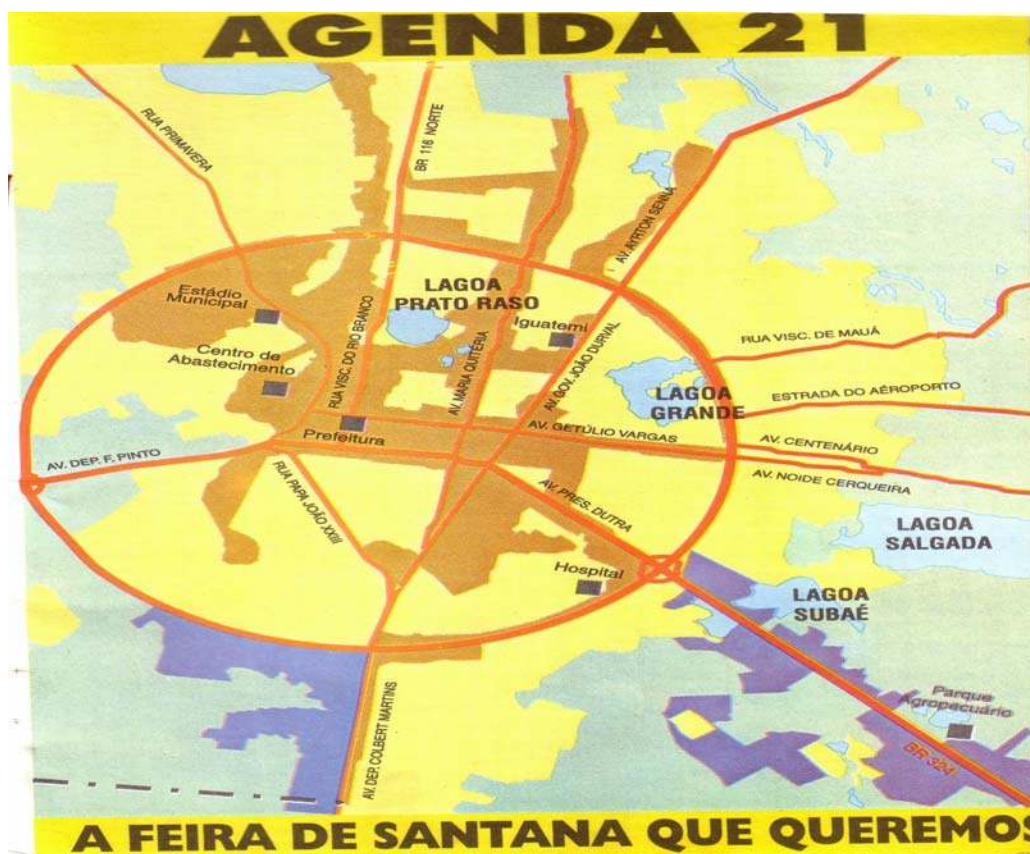 AGENDA 21
RUA PRIMAVERA
BR 116 NORTE
AV. AYRTON SENNA
Estádio
Municipal
LAGOA
PRATO RASO
Iguatemi
RUA VISC. DE MAUÁ
Centro de
Abastecimento
RUA VISC. DO RIO BRANCO
AV. MARIA QUITÉRIA
AV. GOV. JOÃO DURVAL
LAGOA
GRANDE
ESTRADA DO AÉROPORTO
Prefeitura
AV. GETÚLIO VARGAS
AV. CENTENÁRIO
AV. DEP. F. PINTO
AV. NOIDE CERQUEIRA
RUA PAPA JOÃO XXIII
AV. PRES. DUTRA
LAGOA
SALGADA
Hospital
LAGOA
SUBAÉ
Parque
Agropecuário
AV. DEP. COLBERT MARTINS
BR 324
A FEIRA DE SANTANA QUE QUEREMOS